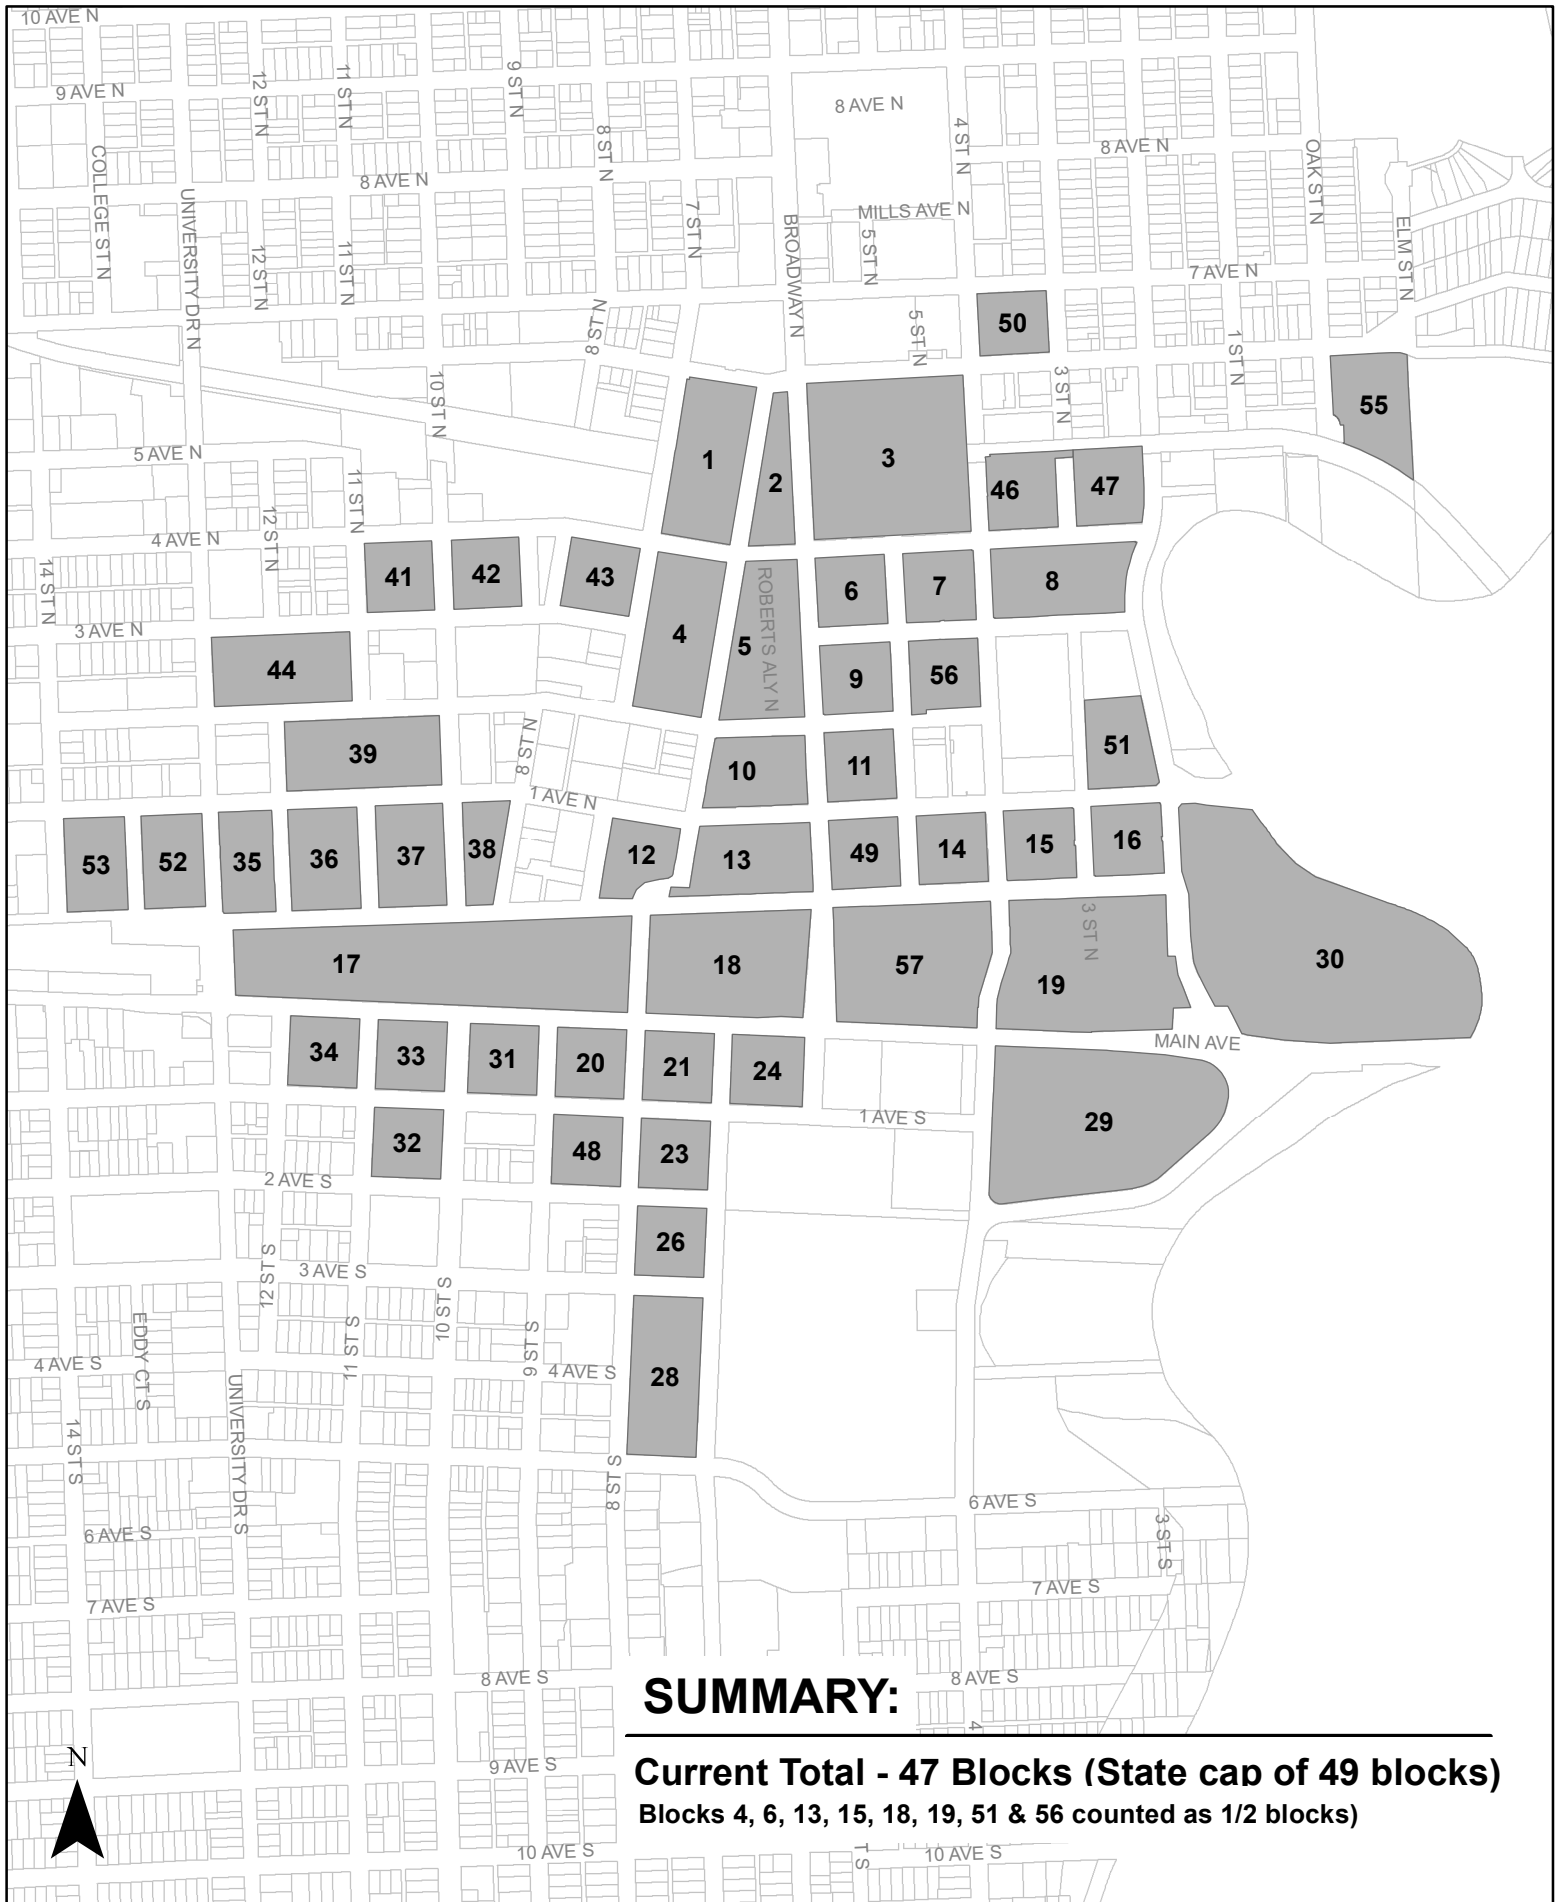 10 AVE N
9 AVE N
12 ST N
11 ST N
9 ST N
8 AVE N
4 ST N
8 ST N
8 AVE N
OAK ST N
COLLEGE ST N
8 AVE N
UNIVERSITY DR N
7 ST N
MILLS AVE N
BROADWAY N
5 ST N
ELM ST N
12 ST N
11 ST N
7 AVE N
8 ST N
5 ST N
50
1 ST N
10 ST N
3 ST N
55
5 AVE N
1
2
3
46
47
11 ST N
12 ST N
4 AVE N
14 ST N
41
42
43
6
7
8
ROBERTS ALY N
3 AVE N
4
5
44
9
56
8 ST N
39
10
11
51
1 AVE N
53
52
35
36
37
38
12
13
49
14
15
16
3 ST N
17
18
57
19
30
MAIN AVE
34
33
31
20
21
24
1 AVE S
29
32
48
23
2 AVE S
26
3 AVE S
12 ST S
10 ST S
EDDY CT S
11 ST S
9 ST S
4 AVE S
4 AVE S
28
UNIVERSITY DR S
14 ST S
8 ST S
6 AVE S
3 ST S
6 AVE S
7 AVE S
7 AVE S
8 AVE S
8 AVE S
SUMMARY:
4
N
9 AVE S
Current Total - 47 Blocks (State cap of 49 blocks)
Blocks 4, 6, 13, 15, 18, 19, 51 & 56 counted as 1/2 blocks)
10 AVE S
T S
10 AVE S